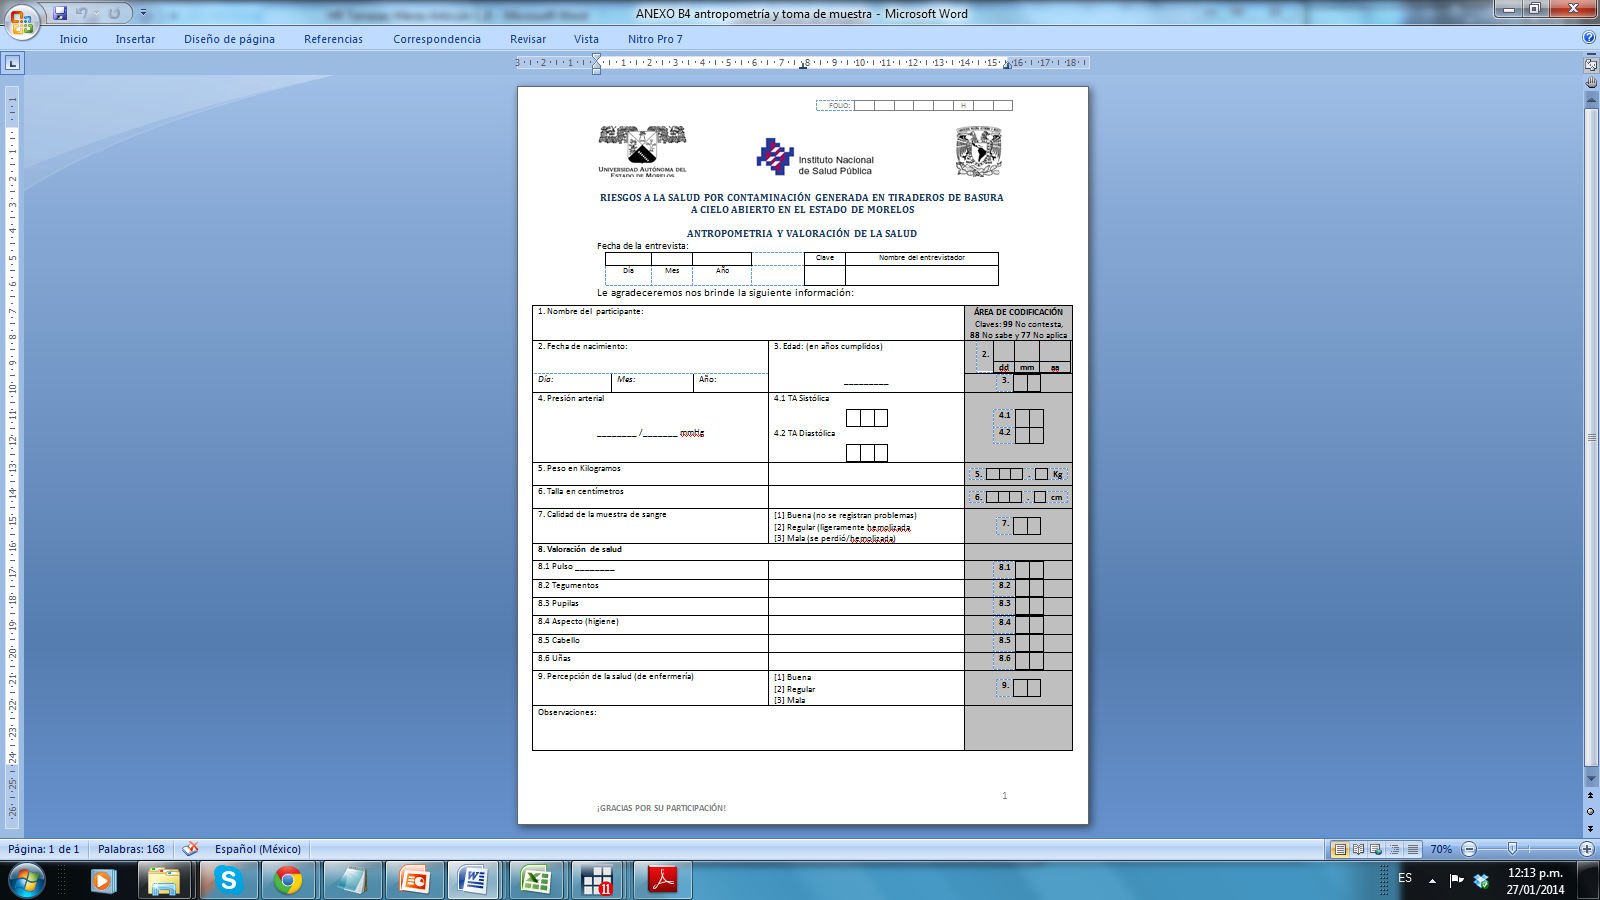 ANEXO B4 antropometría y toma de muestra - Microsoft Word
Inicio Insertar Diseño de página Referencias Correspondencia Revisar Vista Nitro Pro 7
FOLIO: H
UNIVERSIDAD AUTÓNOMA DEL
ESTADO DE MORELOS
Instituto Nacional
de Salud Pública
RIESGOS A LA SALUD POR CONTAMINACIÓN GENERADA EN TIRADEROS DE BASURA
A CIELO ABIERTO EN EL ESTADO DE MORELOS
ANTROPOMETRIA Y VALORACIÓN DE LA SALUD
Fecha de la entrevista:
Clave Nombre del entrevistador
Día Mes Año
Le agradeceremos nos brinde la siguiente información:
1. Nombre del participante:
ÁREA DE CODIFICACIÓN
Claves: 99 No contesta,
88 No sabe y 77 No aplica
2. Fecha de nacimiento: 3. Edad: (en años cumplidos) 2.
dd mm aa
Día: Mes: Año: _________ 3.
4. Presión arterial 4.1 TA Sistólica 4.1
________ /_______ mmHg 4.2 TA Diastólica 4.2
5. Peso en Kilogramos 5. . Kg
6. Talla en centímetros 6. . cm
7. Calidad de la muestra de sangre [1] Buena (no se registran problemas) 7.
[2] Regular (ligeramente hemolizada
[3] Mala (se perdió/hemolizada)
8. Valoración de salud
8.1 Pulso ________ 8.1
8.2 Tegumentos 8.2
8.3 Pupilas 8.3
8.4 Aspecto (higiene) 8.4
8.5 Cabello 8.5
8.6 Uñas 8.6
9. Percepción de la salud (de enfermería) [1] Buena 9.
[2] Regular
[3] Mala
Observaciones:
1
¡GRACIAS POR SU PARTICIPACIÓN!
Página: 1 de 1 Palabras: 168 Español (México) 70%
ES 12:13 p.m.
27/01/2014